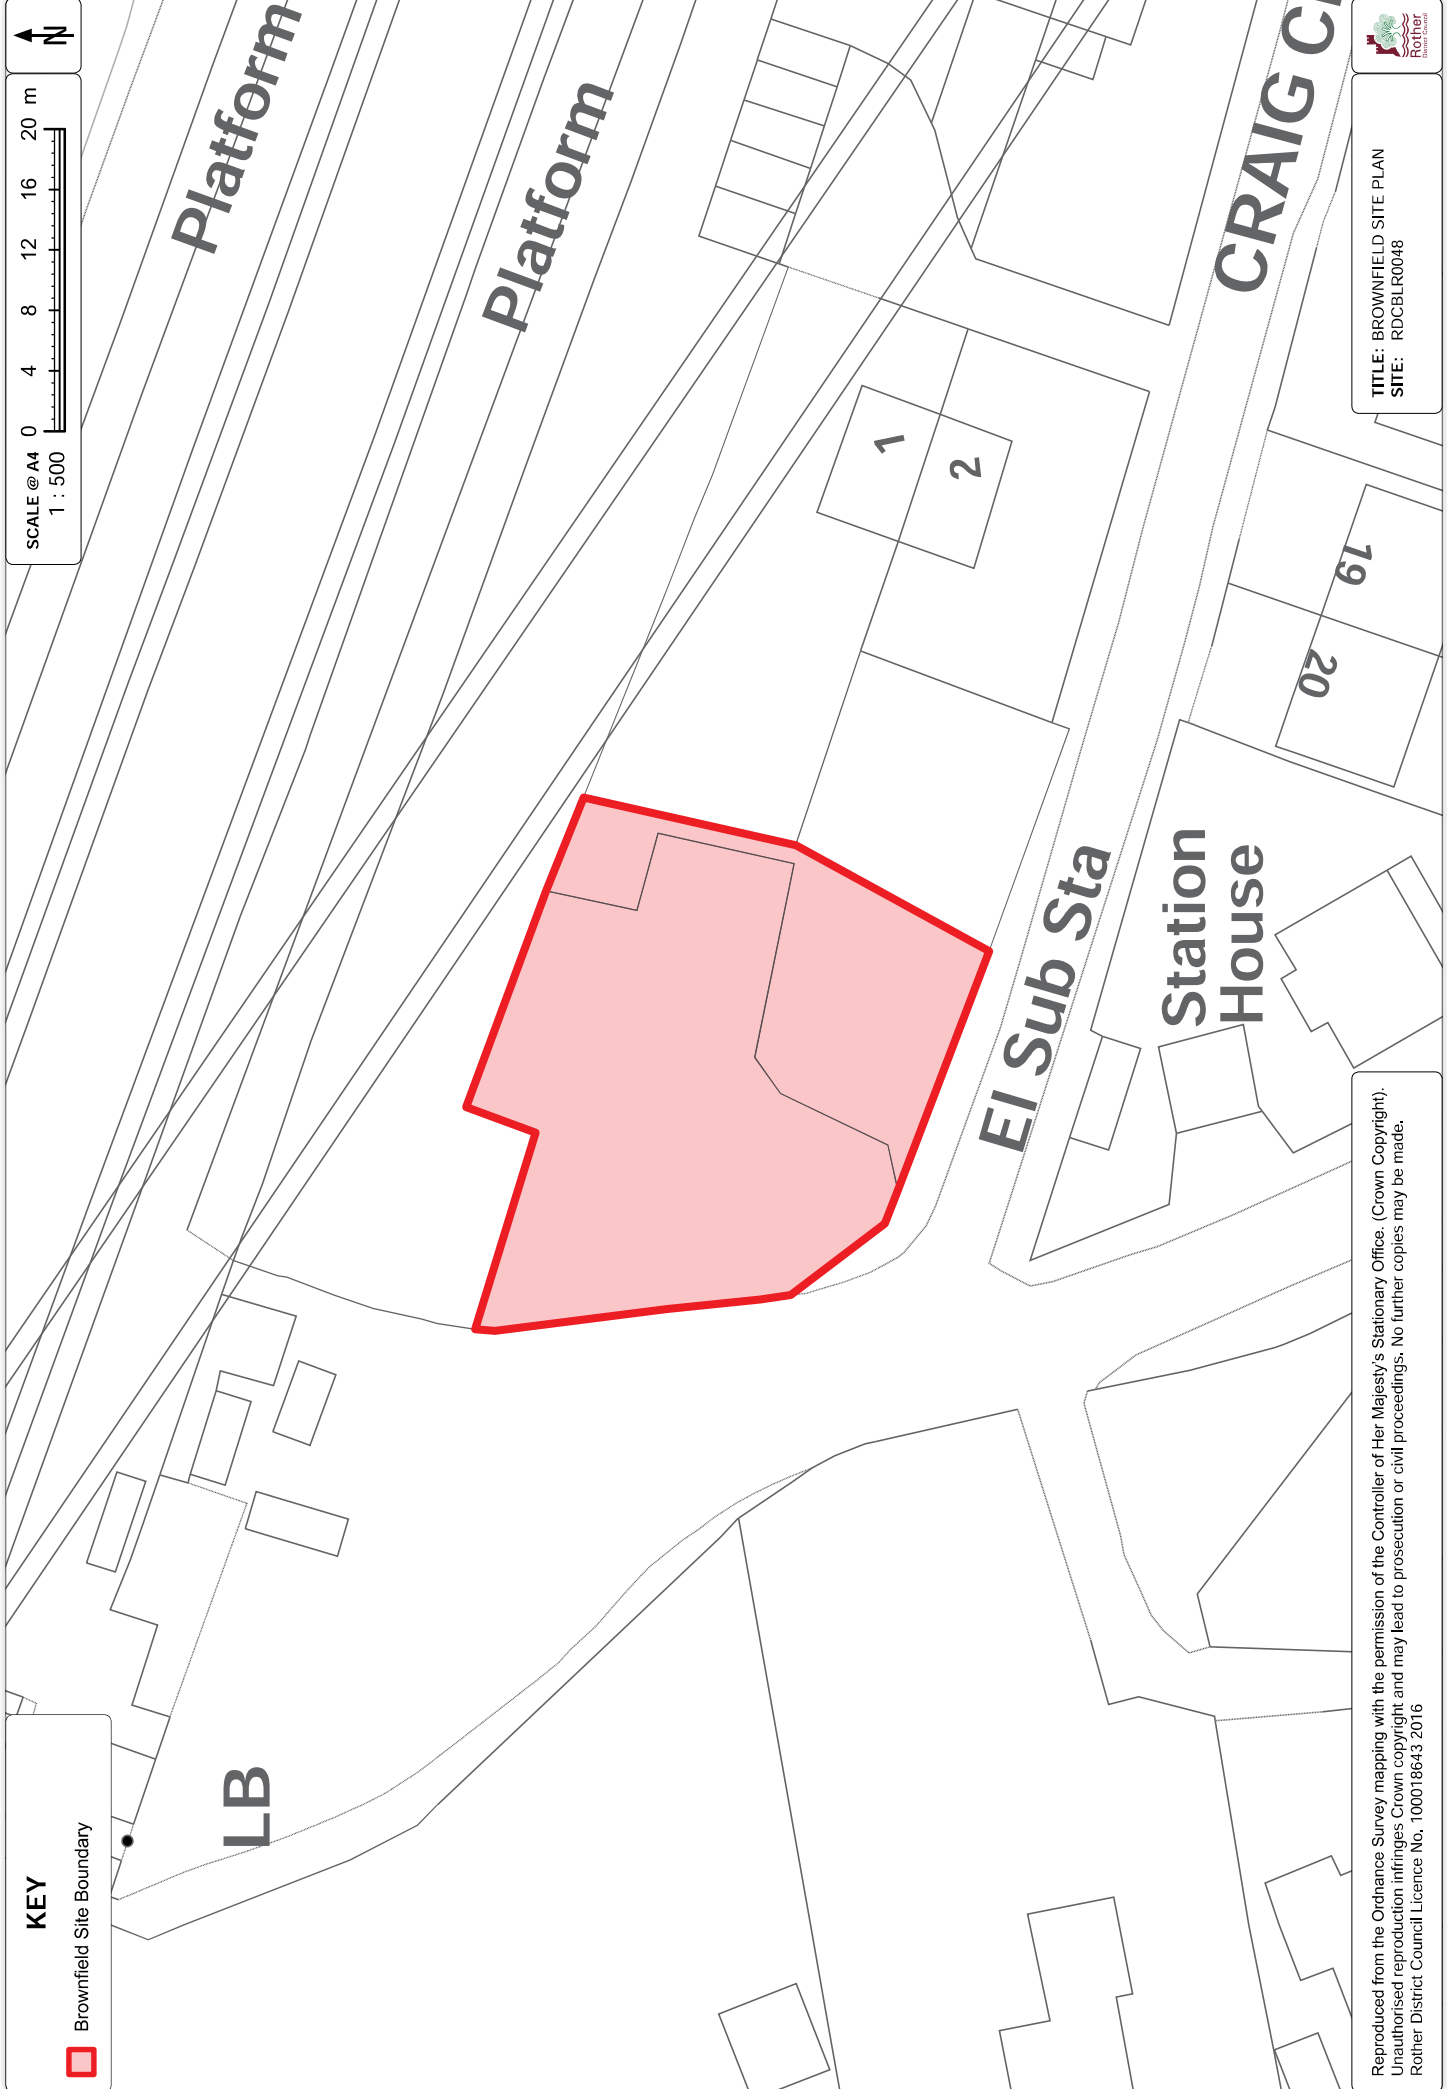 KEY
Brownfield Site Boundary
SCALE @ A4
1 : 500
0 4 8 12 16 20 m
N
Platform
Platform
LB
1
2
CRAIG C
El Sub Sta
Station
House
19
20
Reproduced from the Ordnance Survey mapping with the permission of the Controller of Her Majesty's Stationary Office. (Crown Copyright).
Unauthorised reproduction infringes Crown copyright and may lead to prosecution or civil proceedings. No further copies may be made.
Rother District Council Licence No. 100018643 2016
TITLE: BROWNFIELD SITE PLAN
SITE: RDCBLR0048
Rother
District Council